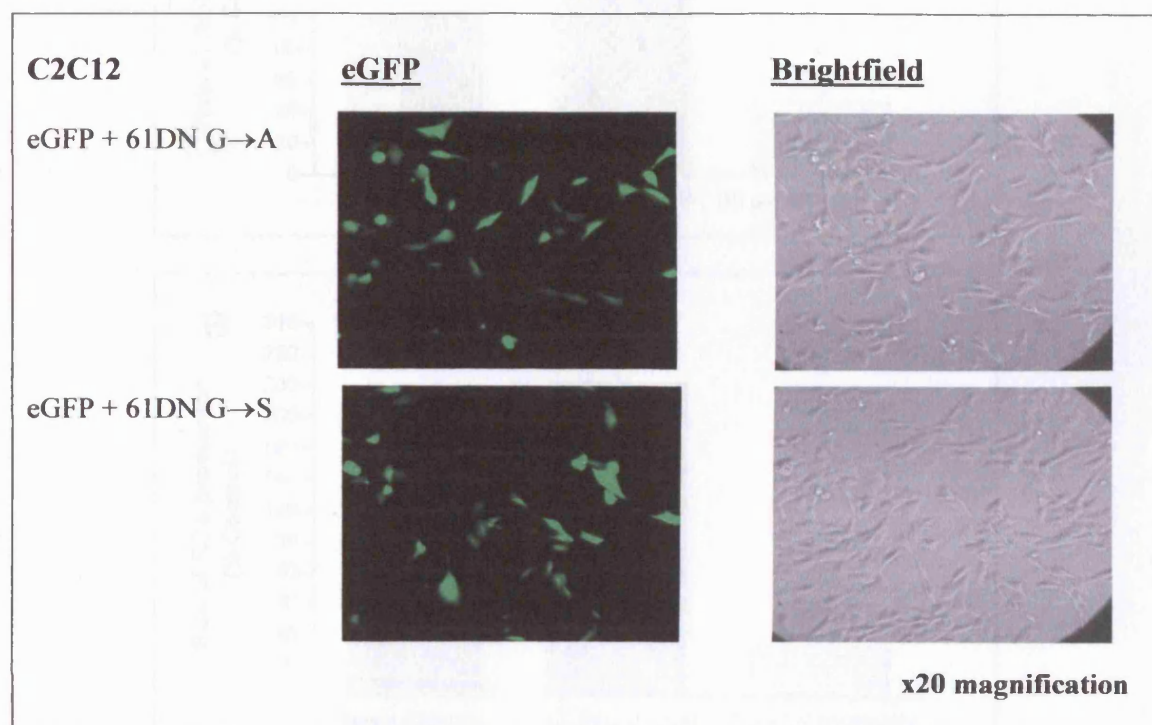 C2C12 eGFP Brightfield
eGFP + 61DN G→A
eGFP + 61DN G→S
x20 magnification